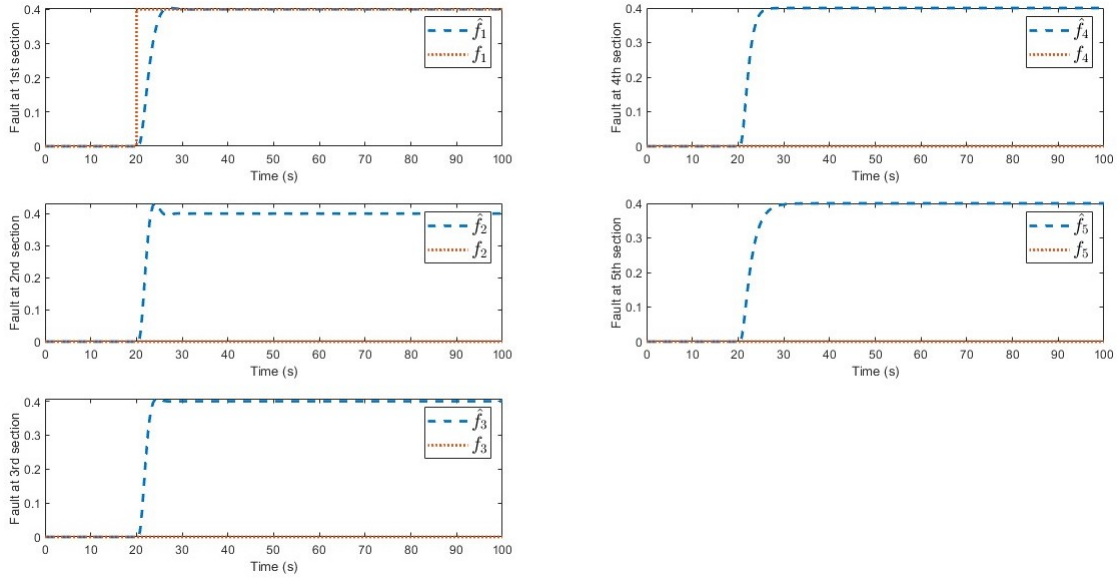 Fault at 1st section
0.4
0.3
0.2
0.1
0
0 10 20 30 40 50 60 70 80 90 100
Time (s)
f̂₁
f₁
Fault at 2nd section
0.4
0.3
0.2
0.1
0
0 10 20 30 40 50 60 70 80 90 100
Time (s)
f̂₂
f₂
Fault at 3rd section
0.4
0.3
0.2
0.1
0
0 10 20 30 40 50 60 70 80 90 100
Time (s)
f̂₃
f₃
Fault at 4th section
0.4
0.3
0.2
0.1
0
0 10 20 30 40 50 60 70 80 90 100
Time (s)
f̂₄
f₄
Fault at 5th section
0.4
0.3
0.2
0.1
0
0 10 20 30 40 50 60 70 80 90 100
Time (s)
f̂₅
f₅